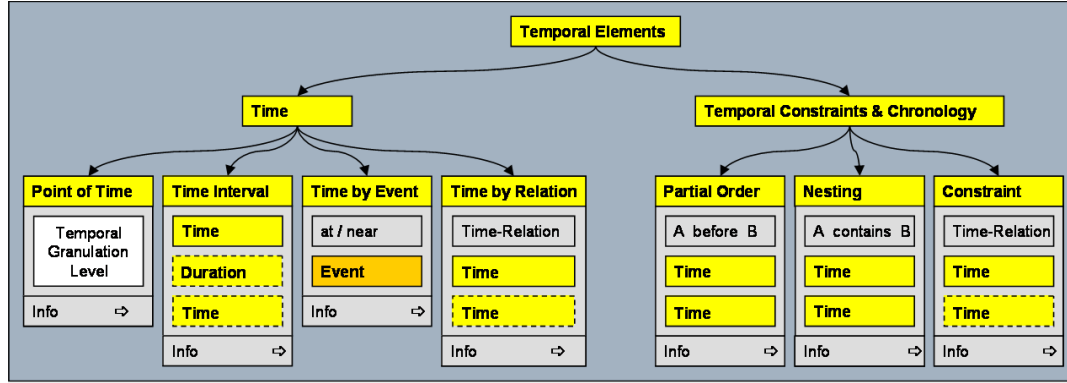 Temporal Elements
Time
Temporal Constraints & Chronology
Point of Time
Temporal
Granulation
Level
Info ⇨
Time Interval
Time
Duration
Time
Info ⇨
Time by Event
at / near
Event
Info ⇨
Time by Relation
Time-Relation
Time
Time
Info ⇨
Partial Order
A before B
Time
Time
Info ⇨
Nesting
A contains B
Time
Time
Info ⇨
Constraint
Time-Relation
Time
Time
Info ⇨